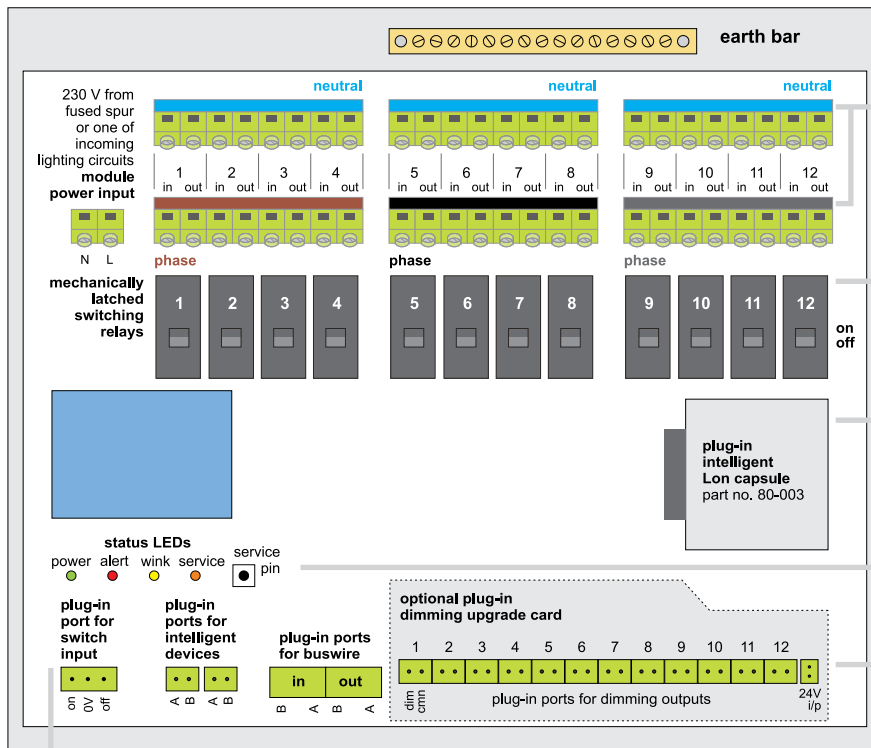 earth bar
neutral neutral neutral
230 V from
fused spur
or one of
incoming
lighting circuits
module
power input
1 2 3 4 5 6 7 8 9 10 11 12
in out in out in out in out in out in out in out in out in out in out in out in out
N L
phase phase phase
mechanically
latched
switching
relays
1 2 3 4 5 6 7 8 9 10 11 12
on
off
plug-in
intelligent
Lon capsule
part no. 80-003
status LEDs
power alert wink service
service
pin
plug-in
port for
switch
input
on 0V off
plug-in
ports for
intelligent
devices
A B A B
plug-in ports
for buswire
in out
B A B A
optional plug-in
dimming upgrade card
1 2 3 4 5 6 7 8 9 10 11 12
dim
cmn
plug-in ports for dimming outputs
24V
i/p